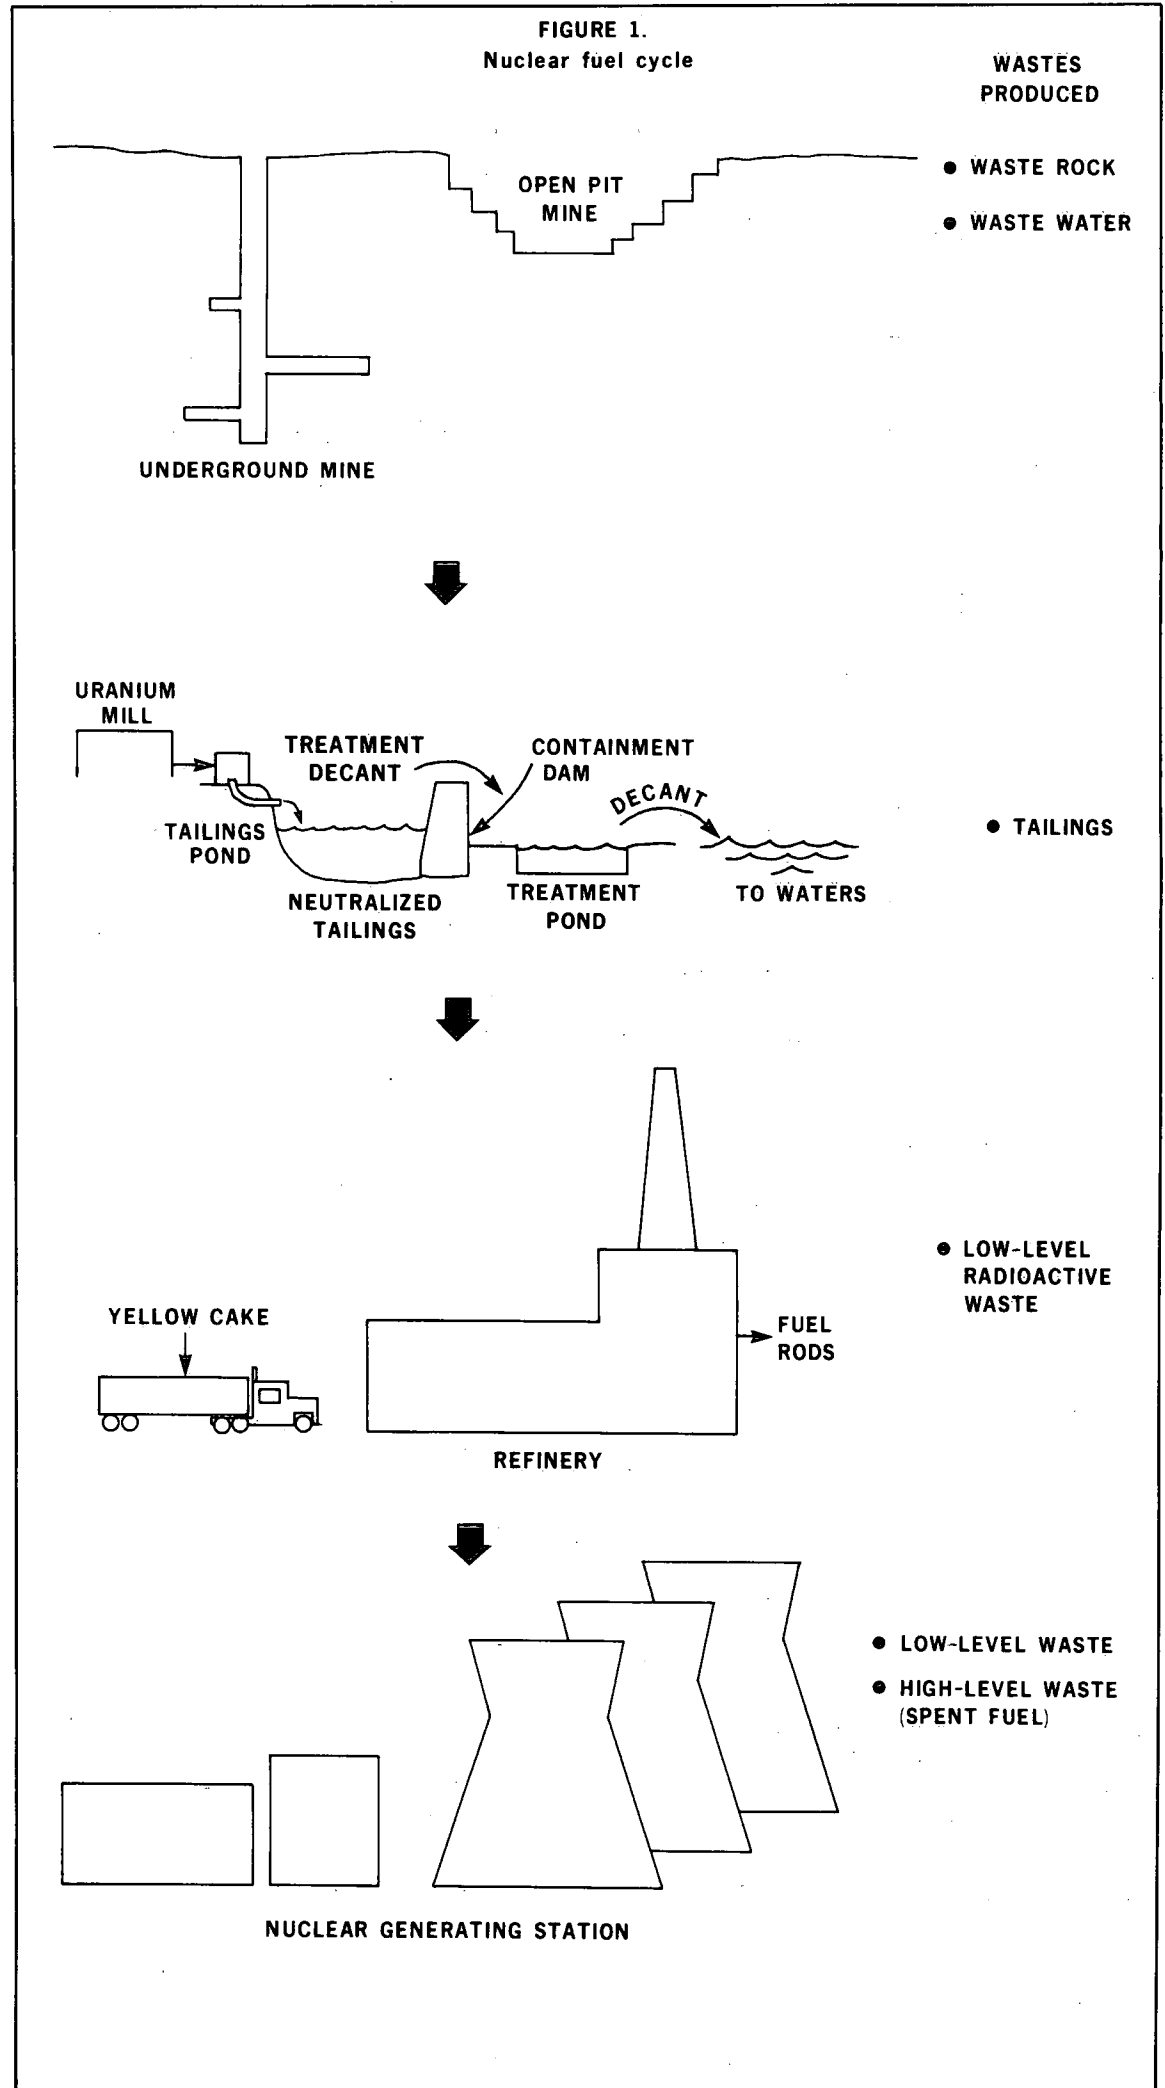 FIGURE 1.
Nuclear fuel cycle
WASTES
PRODUCED
OPEN PIT
MINE
● WASTE ROCK
● WASTE WATER
UNDERGROUND MINE
URANIUM
MILL
TREATMENT
DECANT
CONTAINMENT
DAM
DECANT
TAILINGS
POND
● TAILINGS
NEUTRALIZED
TAILINGS
TREATMENT
POND
TO WATERS
● LOW-LEVEL
RADIOACTIVE
WASTE
YELLOW CAKE
FUEL
RODS
REFINERY
● LOW-LEVEL WASTE
● HIGH-LEVEL WASTE
(SPENT FUEL)
NUCLEAR GENERATING STATION